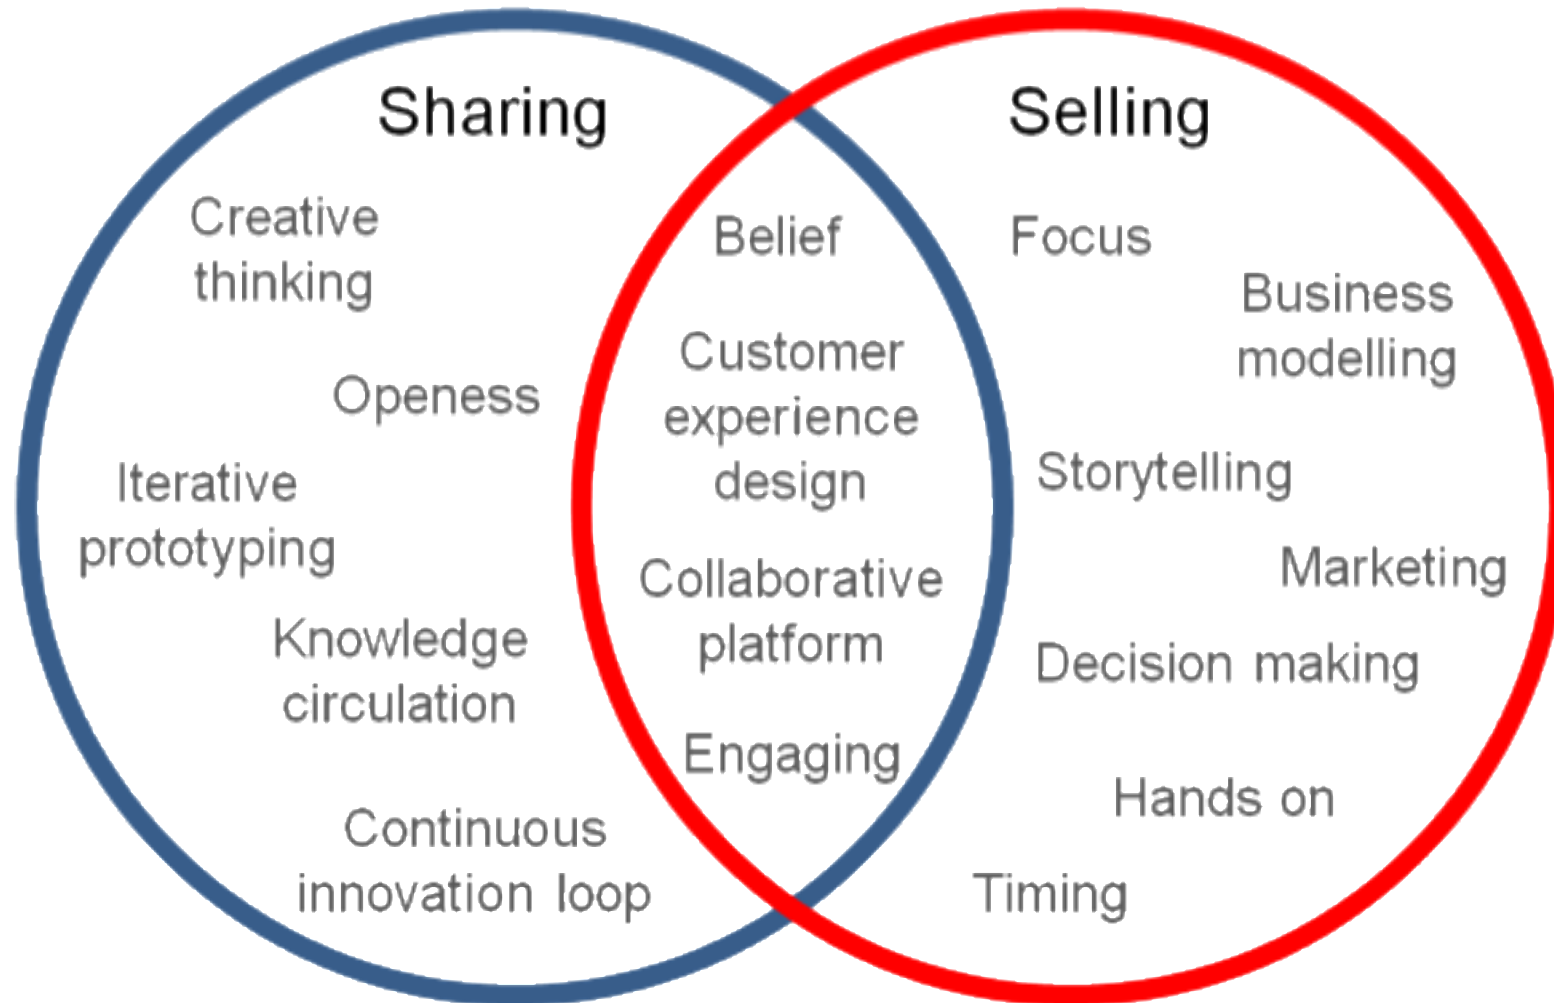 Sharing
Creative
thinking
Openess
Iterative
prototyping
Knowledge
circulation
Continuous
innovation loop
Belief
Customer
experience
design
Collaborative
platform
Engaging
Selling
Focus
Business
modelling
Storytelling
Marketing
Decision making
Hands on
Timing